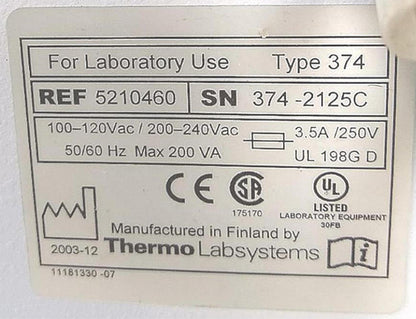 For Laboratory Use Type 374
REF 5210460 SN 374 -2125C
100–120Vac / 200–240Vac 3.5A /250V
50/60 Hz Max 200 VA UL 198G D
CE SA UL
175170 LISTED
LABORATORY EQUIPMENT
30FB
Manufactured in Finland by
2003-12 Thermo Labsystems i
11181330 -07